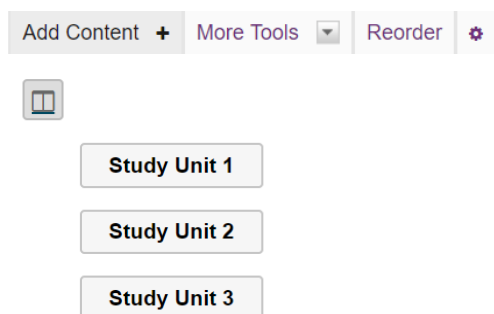 Add Content + More Tools Reorder
Study Unit 1
Study Unit 2
Study Unit 3